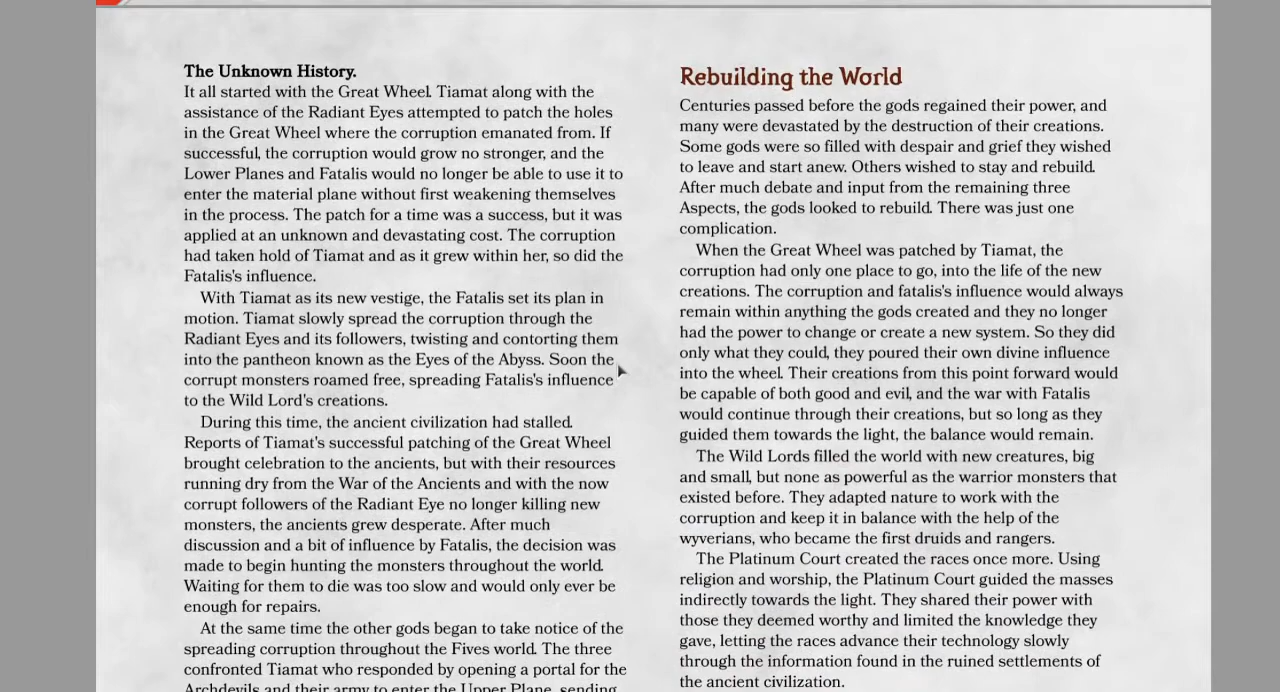 The Unknown History.
It all started with the Great Wheel. Tiamat along with the
assistance of the Radiant Eyes attempted to patch the holes
in the Great Wheel where the corruption emanated from. If
successful, the corruption would grow no stronger, and the
Lower Planes and Fatalis would no longer be able to use it to
enter the material plane without first weakening themselves
in the process. The patch for a time was a success, but it was
applied at an unknown and devastating cost. The corruption
had taken hold of Tiamat and as it grew within her, so did the
Fatalis's influence.
With Tiamat as its new vestige, the Fatalis set its plan in
motion. Tiamat slowly spread the corruption through the
Radiant Eyes and its followers, twisting and contorting them
into the pantheon known as the Eyes of the Abyss. Soon the
corrupt monsters roamed free, spreading Fatalis's influence
to the Wild Lord's creations.
During this time, the ancient civilization had stalled.
Reports of Tiamat's successful patching of the Great Wheel
brought celebration to the ancients, but with their resources
running dry from the War of the Ancients and with the now
corrupt followers of the Radiant Eye no longer killing new
monsters, the ancients grew desperate. After much
discussion and a bit of influence by Fatalis, the decision was
made to begin hunting the monsters throughout the world.
Waiting for them to die was too slow and would only ever be
enough for repairs.
At the same time the other gods began to take notice of the
spreading corruption throughout the Fives world. The three
confronted Tiamat who responded by opening a portal for the
Archdevils and their army to enter the Upper Plane, sending
Rebuilding the World
Centuries passed before the gods regained their power, and
many were devastated by the destruction of their creations.
Some gods were so filled with despair and grief they wished
to leave and start anew. Others wished to stay and rebuild.
After much debate and input from the remaining three
Aspects, the gods looked to rebuild. There was just one
complication.
When the Great Wheel was patched by Tiamat, the
corruption had only one place to go, into the life of the new
creations. The corruption and fatalis's influence would always
remain within anything the gods created and they no longer
had the power to change or create a new system. So they did
only what they could, they poured their own divine influence
into the wheel. Their creations from this point forward would
be capable of both good and evil, and the war with Fatalis
would continue through their creations, but so long as they
guided them towards the light, the balance would remain.
The Wild Lords filled the world with new creatures, big
and small, but none as powerful as the warrior monsters that
existed before. They adapted nature to work with the
corruption and keep it in balance with the help of the
wyverians, who became the first druids and rangers.
The Platinum Court created the races once more. Using
religion and worship, the Platinum Court guided the masses
indirectly towards the light. They shared their power with
those they deemed worthy and limited the knowledge they
gave, letting the races advance their technology slowly
through the information found in the ruined settlements of
the ancient civilization.